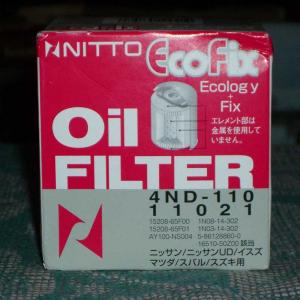 NITTO
EcoFix
Ecology
+
Fix
エレメント部は
金属を使用して
いません。
Oil
FILTER
4ND-110
11021
15208-65F00 1N08-14-302
15208-65F01 1N03-14-302
AY100-NS004 5-86128860-0
16510-50Z00 該当
ニッサン/ニッサンUD/イスズ
マツダ/スバル/スズキ用